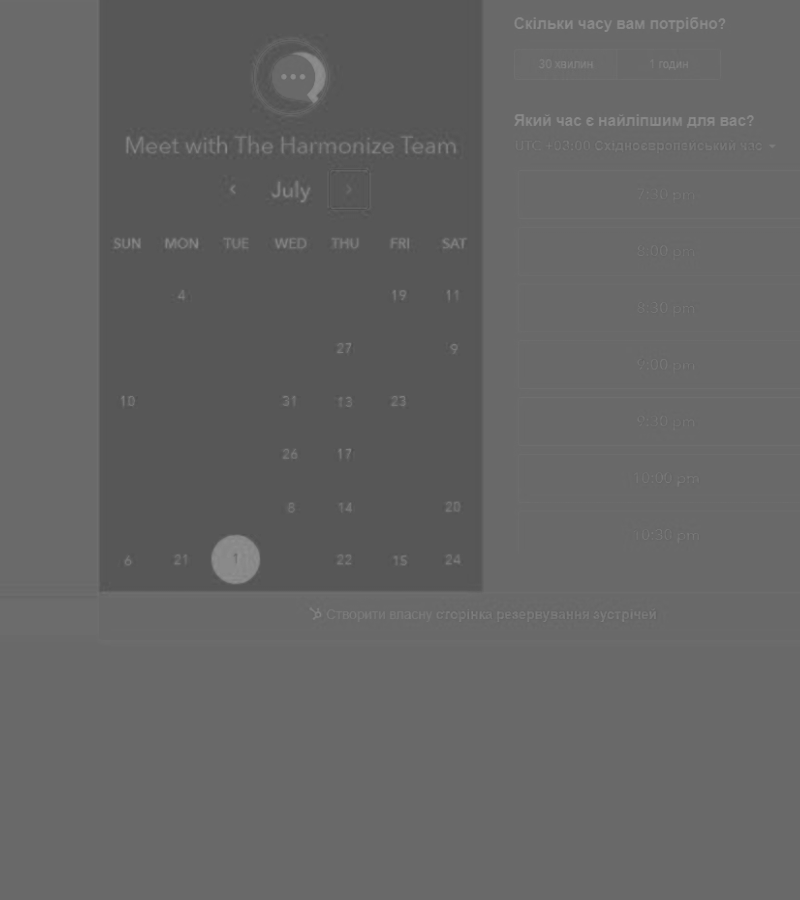 Скільки часу вам потрібно?
30 хвилин 1 годин
Meet with The Harmonize Team
July
Який час є найліпшим для вас?
UTC +03:00 Східноєвропейський час
SUN MON TUE WED THU FRI SAT
4 19 11
27 9
10 31 13 23
26 17
8 14 20
6 21 1 22 15 24
7:30 pm
8:00 pm
8:30 pm
9:00 pm
9:30 pm
10:00 pm
10:30 pm
Створити власну сторінка резервування зустрічей